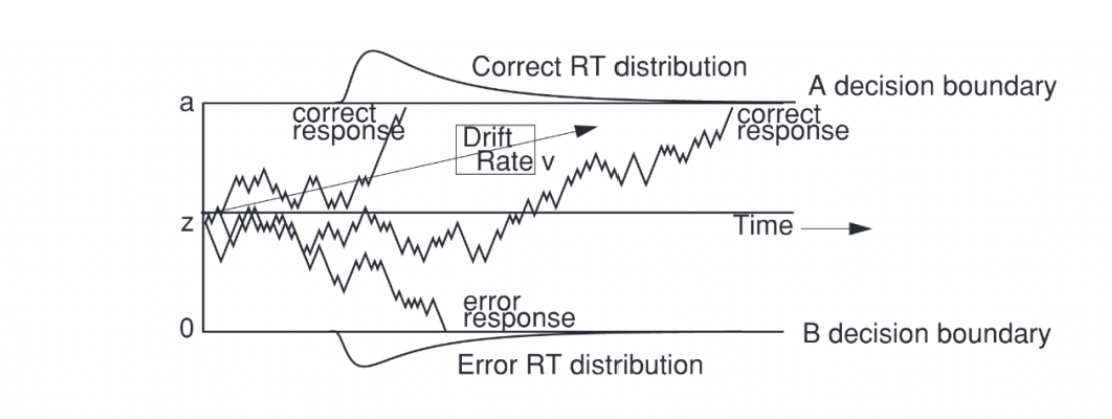 Correct RT distribution
A decision boundary
a
correct
response
Drift
Rate v
correct
response
z
Time
error
response
0
B decision boundary
Error RT distribution